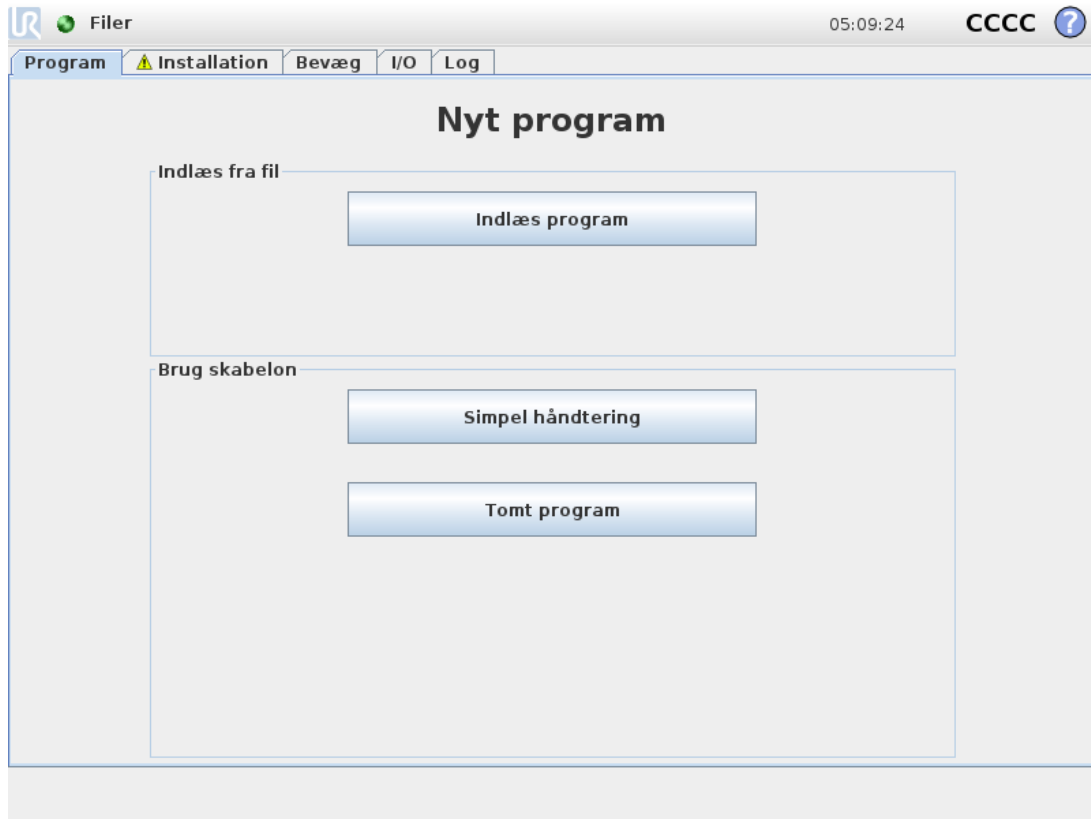 UR Filer 05:09:24 CCCC ?
Program Installation Bevæg I/O Log
Nyt program
Indlæs fra fil
Indlæs program
Brug skabelon
Simpel håndtering
Tomt program